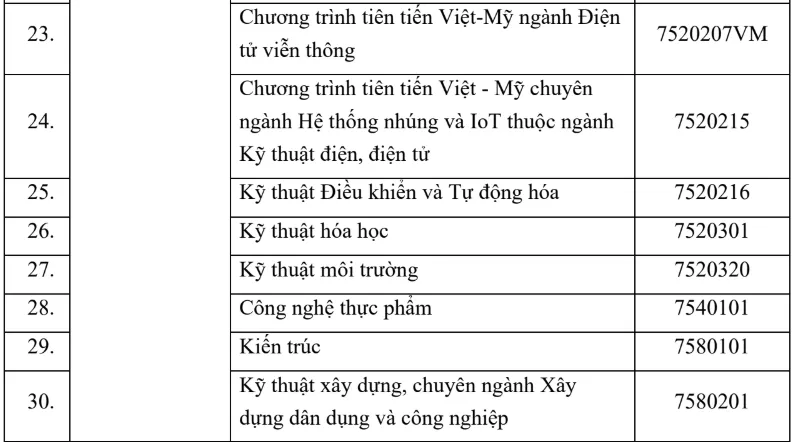 23.
Chương trình tiên tiến Việt-Mỹ ngành Điện
tử viễn thông
7520207VM
24.
Chương trình tiên tiến Việt - Mỹ chuyên
ngành Hệ thống nhúng và IoT thuộc ngành
Kỹ thuật điện, điện tử
7520215
25.
Kỹ thuật Điều khiển và Tự động hóa
7520216
26.
Kỹ thuật hóa học
7520301
27.
Kỹ thuật môi trường
7520320
28.
Công nghệ thực phẩm
7540101
29.
Kiến trúc
7580101
30.
Kỹ thuật xây dựng, chuyên ngành Xây
dựng dân dụng và công nghiệp
7580201